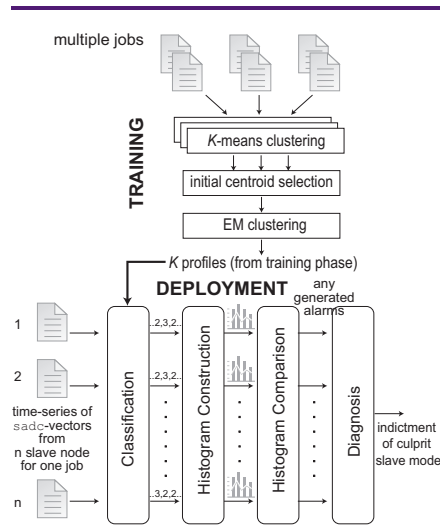 multiple jobs
TRAINING
K-means clustering
initial centroid selection
EM clustering
K profiles (from training phase)
DEPLOYMENT
any
generated
alarms
1
2
time-series of
sadc-vectors
from
n slave node
for one job
n
Classification
...2,3,2...
...2,3,2...
...3,2,2...
Histogram Construction
Histogram Comparison
Diagnosis
indictment
of culprit
slave mode